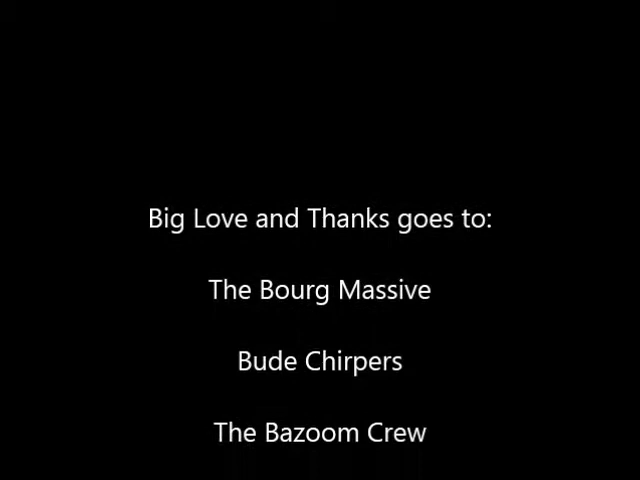 Big Love and Thanks goes to:
The Bourg Massive
Bude Chirpers
The Bazoom Crew